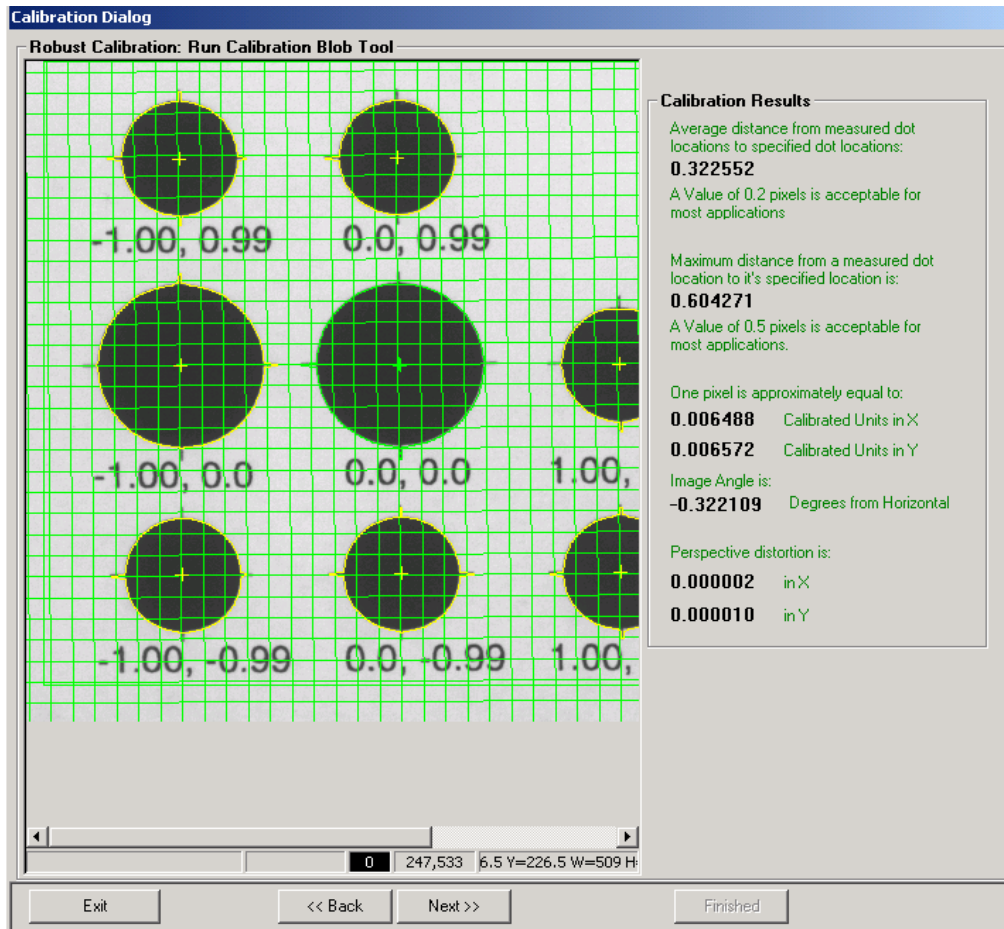 Calibration Dialog
Robust Calibration: Run Calibration Blob Tool
-1.00, 0.99
0.0, 0.99
-1.00, 0.0
0.0, 0.0
1.00,
-1.00, -0.99
0.0, -0.99
1.00,
0
247,533
6.5 Y=226.5 W=509 H
Calibration Results
Average distance from measured dot
locations to specified dot locations:
0.322552
A Value of 0.2 pixels is acceptable for
most applications
Maximum distance from a measured dot
location to it's specified location is:
0.604271
A Value of 0.5 pixels is acceptable for
most applications.
One pixel is approximately equal to:
0.006488 Calibrated Units in X
0.006572 Calibrated Units in Y
Image Angle is:
-0.322109 Degrees from Horizontal
Perspective distortion is:
0.000002 in X
0.000010 in Y
Exit
<< Back
Next >>
Finished